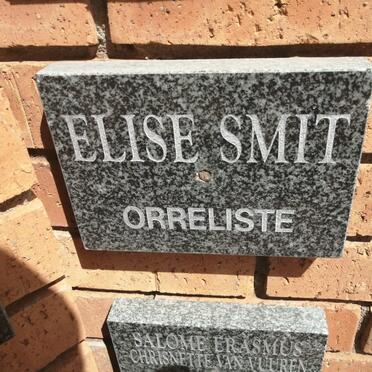 ELISE SMIT
ORRELISTE
SALOME ERASMUS
CHRISNETTE VAN VUUREN